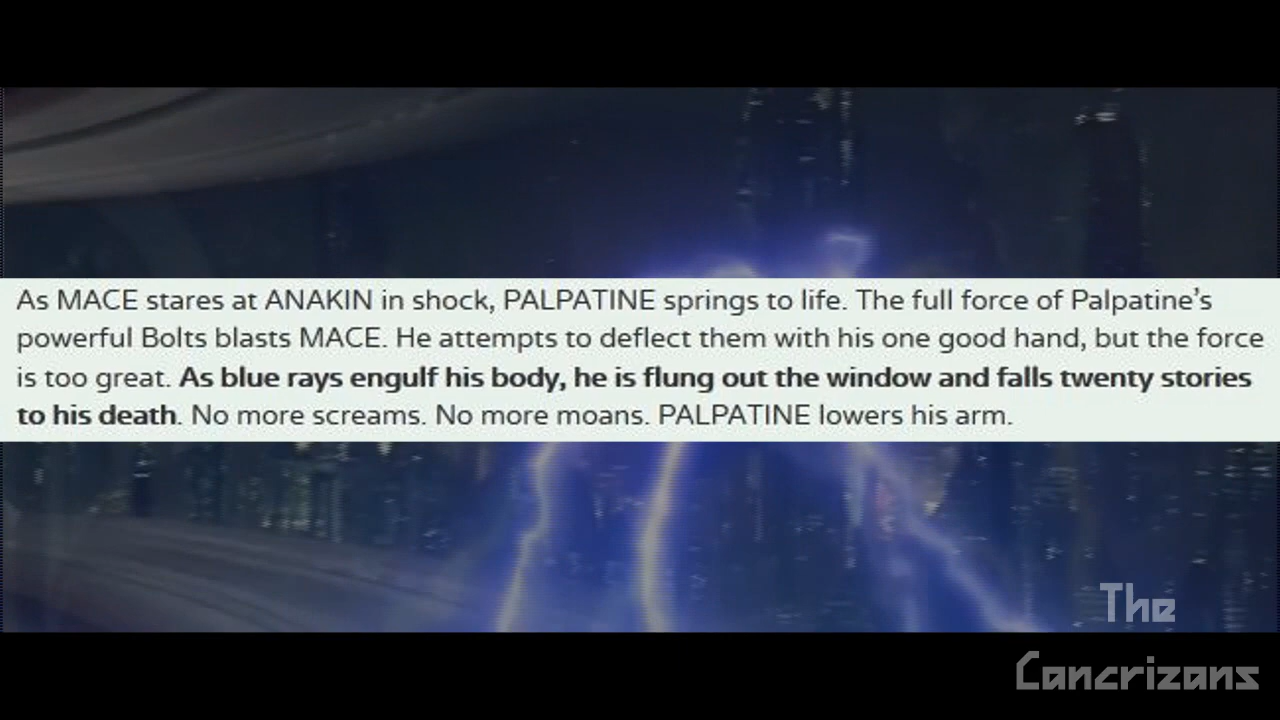 As MACE stares at ANAKIN in shock, PALPATINE springs to life. The full force of Palpatine’s
powerful Bolts blasts MACE. He attempts to deflect them with his one good hand, but the force
is too great. As blue rays engulf his body, he is flung out the window and falls twenty stories
to his death. No more screams. No more moans. PALPATINE lowers his arm.
The
Cancrizans